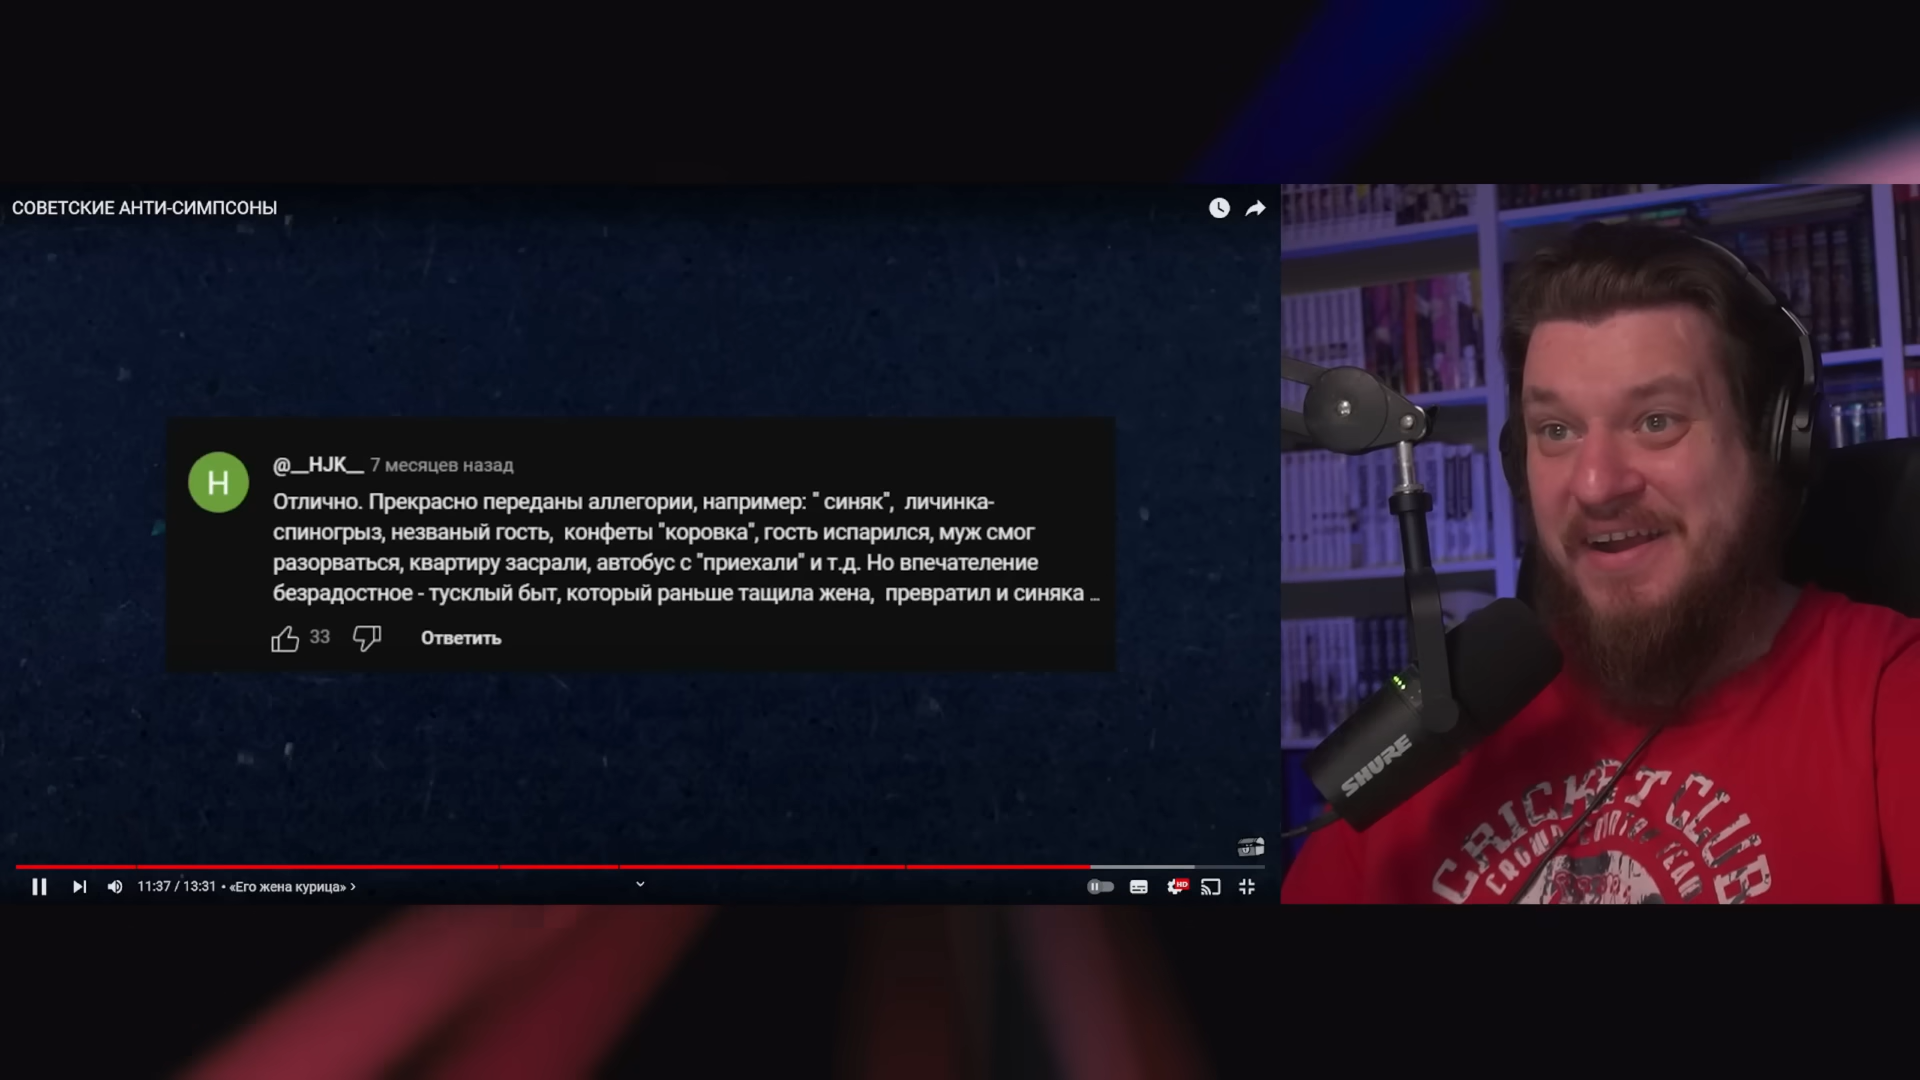 СОВЕТСКИЕ АНТИ-СИМПСОНЫ
H
@__HJK__ 7 месяцев назад
Отлично. Прекрасно переданы аллегории, например: " синяк", личинка-
спиногрыз, незваный гость, конфеты "коровка", гость испарился, муж смог
разорваться, квартиру засрали, автобус с "приехали" и т.д. Но впечателение
безрадостное - тусклый быт, который раньше тащила жена, превратил и синяка ...
33
Ответить
11:37 / 13:31 • «Его жена курица» ›
HD
SHURE
CRICKET CLUB